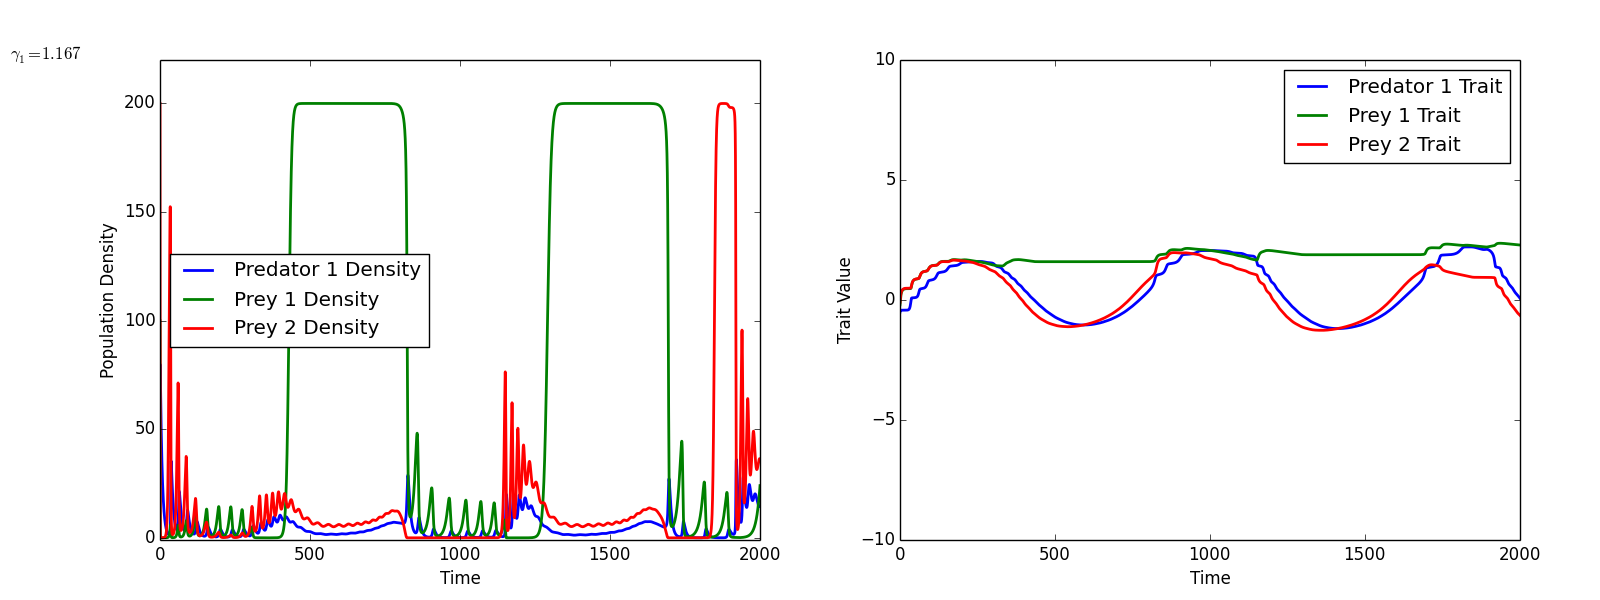 γ₁=1.167
200
150
100
50
0
Population Density
Predator 1 Density
Prey 1 Density
Prey 2 Density
0 500 1000 1500 2000
Time
10
5
0
−5
−10
Trait Value
Predator 1 Trait
Prey 1 Trait
Prey 2 Trait
0 500 1000 1500 2000
Time